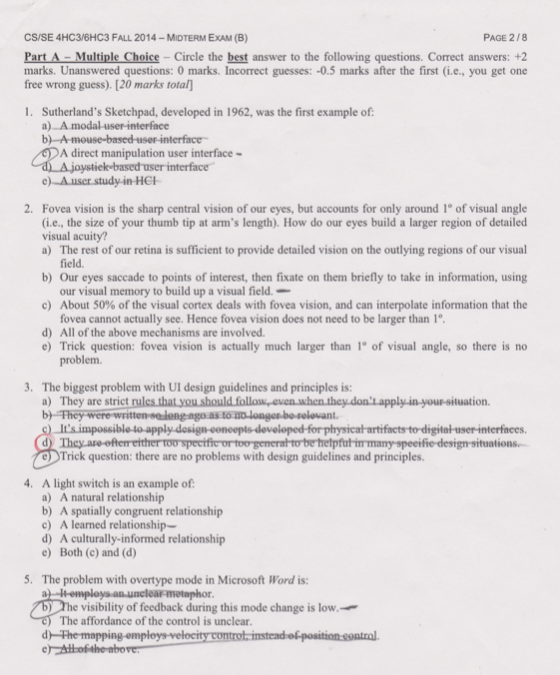 CS/SE 4HC3/6HC3 FALL 2014 – MIDTERM EXAM (B) PAGE 2 / 8
Part A – Multiple Choice – Circle the best answer to the following questions. Correct answers: +2
marks. Unanswered questions: 0 marks. Incorrect guesses: -0.5 marks after the first (i.e., you get one
free wrong guess). [20 marks total]
1. Sutherland's Sketchpad, developed in 1962, was the first example of:
a) A modal user interface
b) A mouse-based user interface
c) A direct manipulation user interface
d) A joystick-based user interface
e) A user study in HCI
2. Fovea vision is the sharp central vision of our eyes, but accounts for only around 1° of visual angle
(i.e., the size of your thumb tip at arm's length). How do our eyes build a larger region of detailed
visual acuity?
a) The rest of our retina is sufficient to provide detailed vision on the outlying regions of our visual
field.
b) Our eyes saccade to points of interest, then fixate on them briefly to take in information, using
our visual memory to build up a visual field.
c) About 50% of the visual cortex deals with fovea vision, and can interpolate information that the
fovea cannot actually see. Hence fovea vision does not need to be larger than 1°.
d) All of the above mechanisms are involved.
e) Trick question: fovea vision is actually much larger than 1° of visual angle, so there is no
problem.
3. The biggest problem with UI design guidelines and principles is:
a) They are strict rules that you should follow, even when they don't apply in your situation.
b) They were written so long ago as to no longer be relevant.
c) It's impossible to apply design concepts developed for physical artifacts to digital user interfaces.
d) They are often either too specific or too general to be helpful in many specific design situations.
e) Trick question: there are no problems with design guidelines and principles.
4. A light switch is an example of:
a) A natural relationship
b) A spatially congruent relationship
c) A learned relationship
d) A culturally-informed relationship
e) Both (c) and (d)
5. The problem with overtype mode in Microsoft Word is:
a) It employs an unclear metaphor.
b) The visibility of feedback during this mode change is low.
c) The affordance of the control is unclear.
d) The mapping employs velocity control, instead of position control.
e) All of the above.